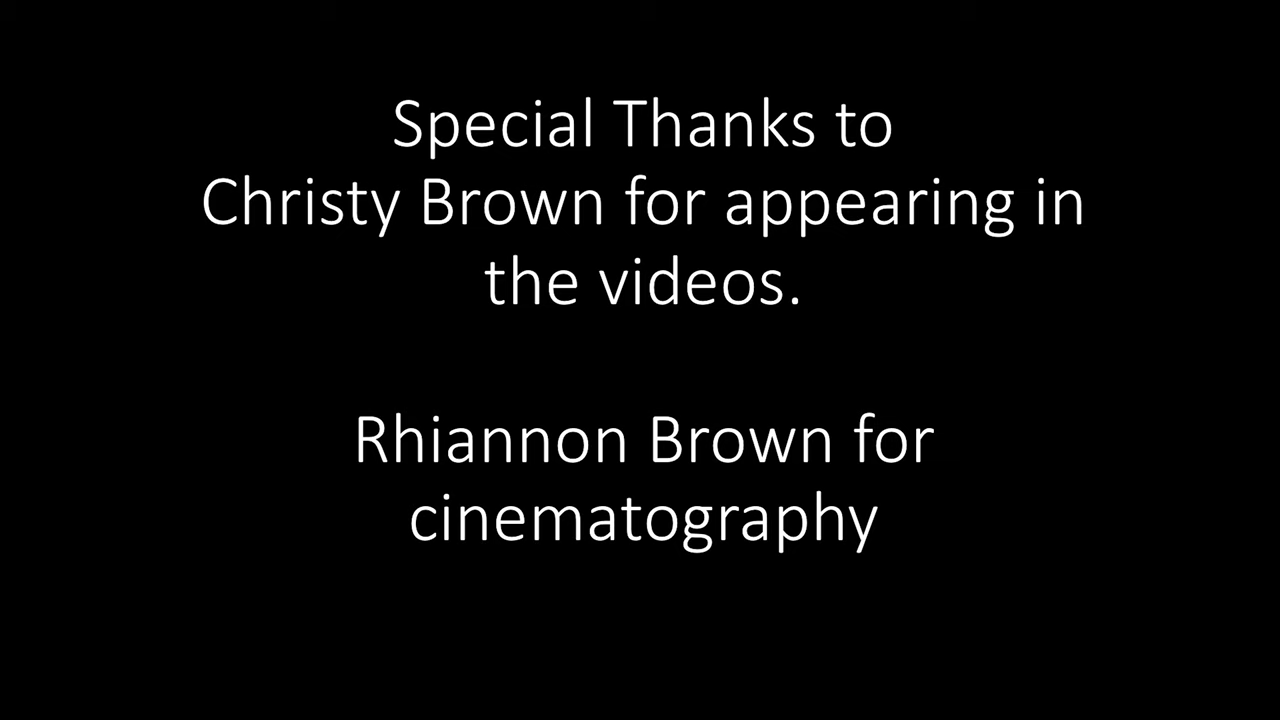 Special Thanks to
Christy Brown for appearing in
the videos.
Rhiannon Brown for
cinematography